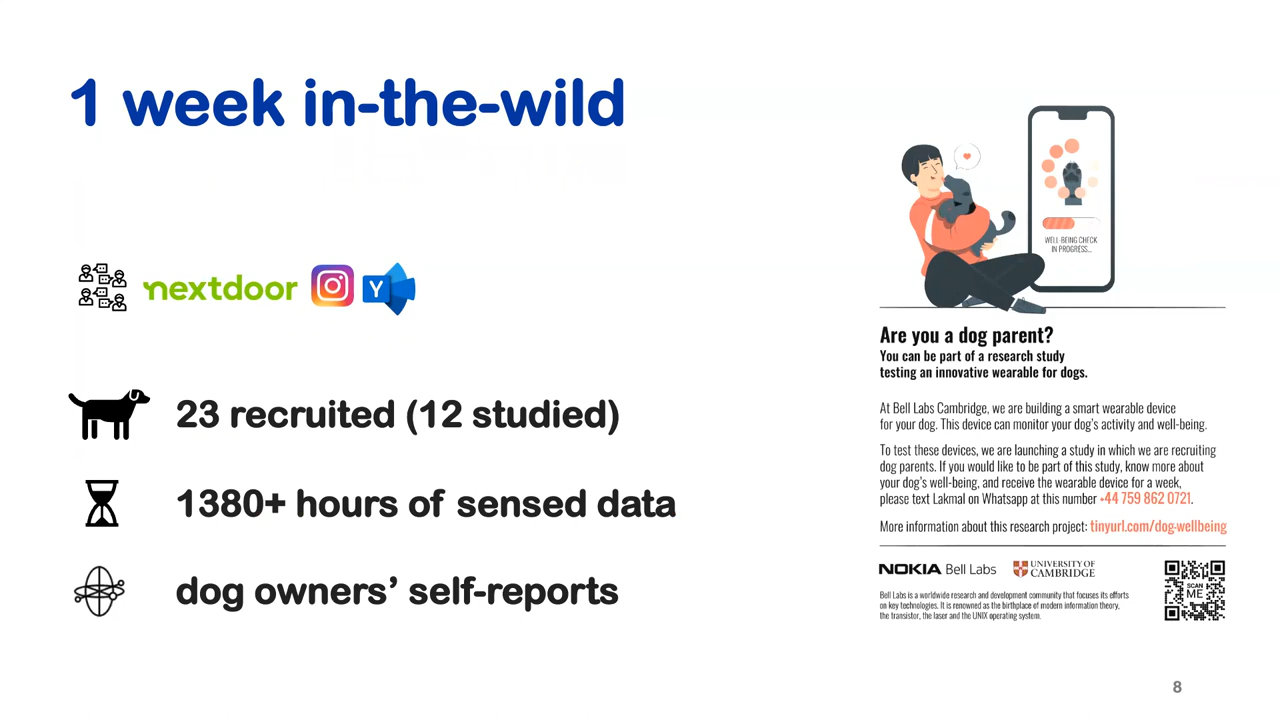 1 week in-the-wild
nextdoor
Y
23 recruited (12 studied)
1380+ hours of sensed data
dog owners’ self-reports
WELL-BEING CHECK
IN PROGRESS...
Are you a dog parent?
You can be part of a research study
testing an innovative wearable for dogs.
At Bell Labs Cambridge, we are building a smart wearable device
for your dog. This device can monitor your dog's activity and well-being.
To test these devices, we are launching a study in which we are recruiting
dog parents. If you would like to be part of this study, know more about
your dog's well-being, and receive the wearable device for a week,
please text Lakmal on Whatsapp at this number +44 759 862 0721.
More information about this research project: tinyurl.com/dog-wellbeing
NOKIA Bell Labs
UNIVERSITY OF
CAMBRIDGE
SCAN
ME
Bell Labs is a worldwide research and development community that focuses its efforts
on key technologies. It is renowned as the birthplace of modern information theory,
the transistor, the laser and the UNIX operating system.
8